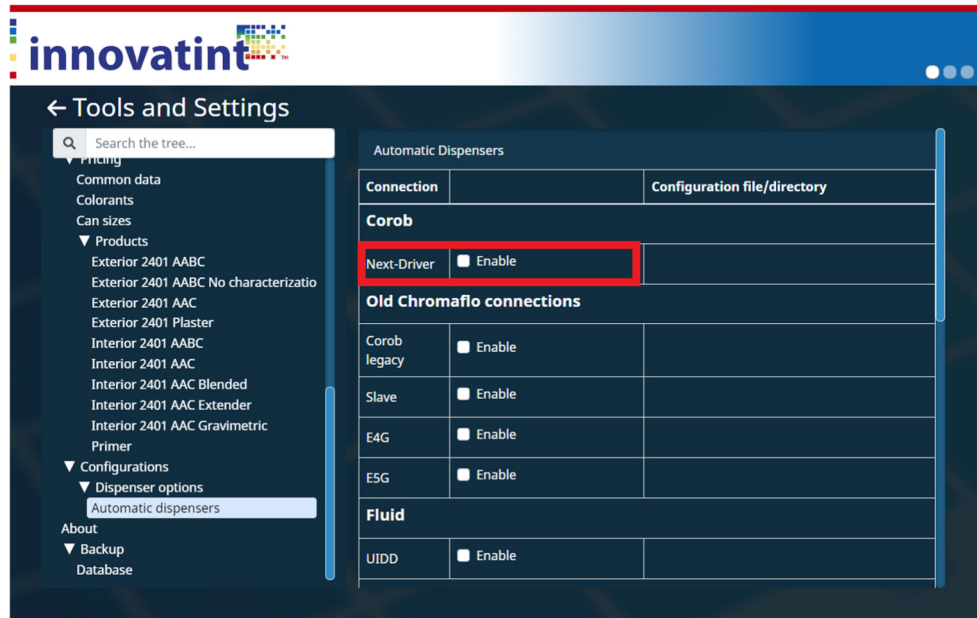 innovatint
TM
← Tools and Settings
Search the tree...
▼ Pricing
Common data
Colorants
Can sizes
▼ Products
Exterior 2401 AABC
Exterior 2401 AABC No characterizatio
Exterior 2401 AAC
Exterior 2401 Plaster
Interior 2401 AABC
Interior 2401 AAC
Interior 2401 AAC Blended
Interior 2401 AAC Extender
Interior 2401 AAC Gravimetric
Primer
▼ Configurations
▼ Dispenser options
Automatic dispensers
About
▼ Backup
Database
Automatic Dispensers
Connection Configuration file/directory
Corob
Next-Driver Enable
Old Chromaflo connections
Corob legacy Enable
Slave Enable
E4G Enable
E5G Enable
Fluid
UIDD Enable